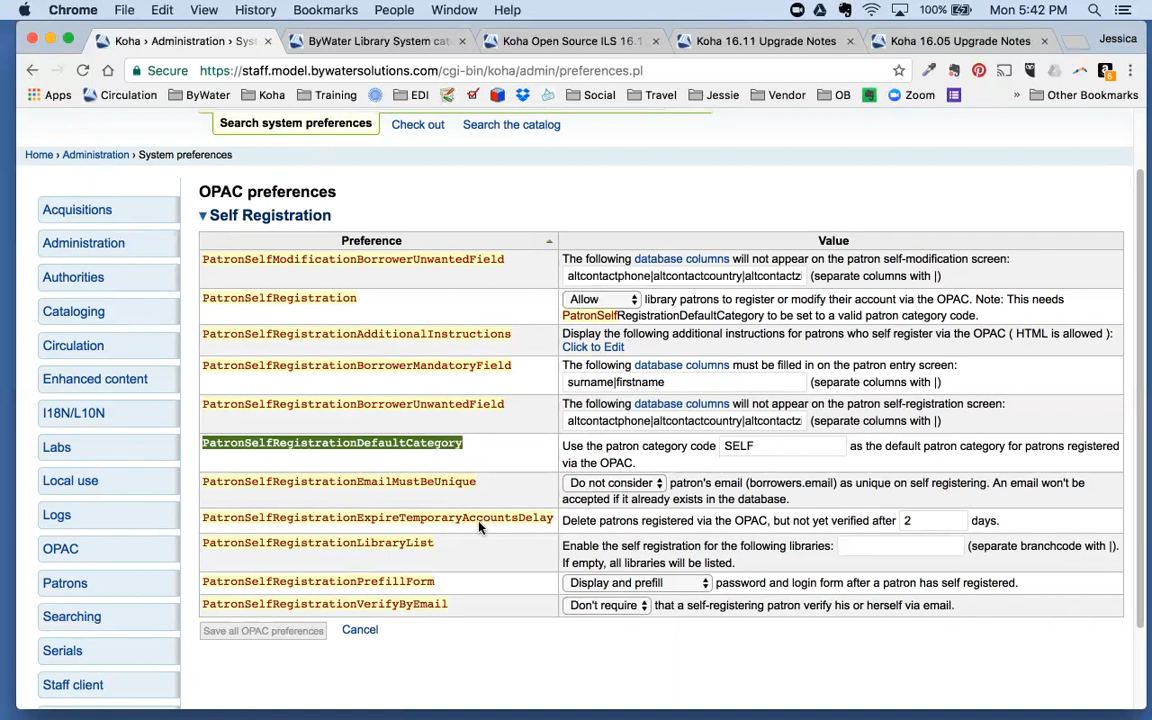 Chrome File Edit View History Bookmarks People Window Help 100% Mon 5:42 PM
Koha › Administration › Sys × ByWater Library System cat × Koha Open Source ILS 16.1 × Koha 16.11 Upgrade Notes × Koha 16.05 Upgrade Notes × Jessica
Secure https://staff.model.bywatersolutions.com/cgi-bin/koha/admin/preferences.pl
Apps Circulation ByWater Koha Training EDI Social Travel Jessie Vendor OB Zoom » Other Bookmarks
5
Search system preferences Check out Search the catalog
Home › Administration › System preferences
Acquisitions
Administration
Authorities
Cataloging
Circulation
Enhanced content
I18N/L10N
Labs
Local use
Logs
OPAC
Patrons
Searching
Serials
Staff client
OPAC preferences
▾ Self Registration
Preference Value
PatronSelfModificationBorrowerUnwantedField The following database columns will not appear on the patron self-modification screen:
altcontactphone|altcontactcountry|altcontactz (separate columns with |)
PatronSelfRegistration Allow library patrons to register or modify their account via the OPAC. Note: This needs
PatronSelfRegistrationDefaultCategory to be set to a valid patron category code.
PatronSelfRegistrationAdditionalInstructions Display the following additional instructions for patrons who self register via the OPAC ( HTML is allowed ):
Click to Edit
PatronSelfRegistrationBorrowerMandatoryField The following database columns must be filled in on the patron entry screen:
surname|firstname (separate columns with |)
PatronSelfRegistrationBorrowerUnwantedField The following database columns will not appear on the patron self-registration screen:
altcontactphone|altcontactcountry|altcontactz (separate columns with |)
PatronSelfRegistrationDefaultCategory Use the patron category code SELF as the default patron category for patrons registered
via the OPAC.
PatronSelfRegistrationEmailMustBeUnique Do not consider patron's email (borrowers.email) as unique on self registering. An email won't be
accepted if it already exists in the database.
PatronSelfRegistrationExpireTemporaryAccountsDelay Delete patrons registered via the OPAC, but not yet verified after 2 days.
PatronSelfRegistrationLibraryList Enable the self registration for the following libraries: (separate branchcode with |).
If empty, all libraries will be listed.
PatronSelfRegistrationPrefillForm Display and prefill password and login form after a patron has self registered.
PatronSelfRegistrationVerifyByEmail Don't require that a self-registering patron verify his or herself via email.
Save all OPAC preferences Cancel